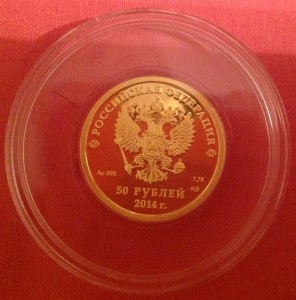 РОССИЙСКАЯ ФЕДЕРАЦИЯ
Au 999
7,78
50 РУБЛЕЙ
2014 г.